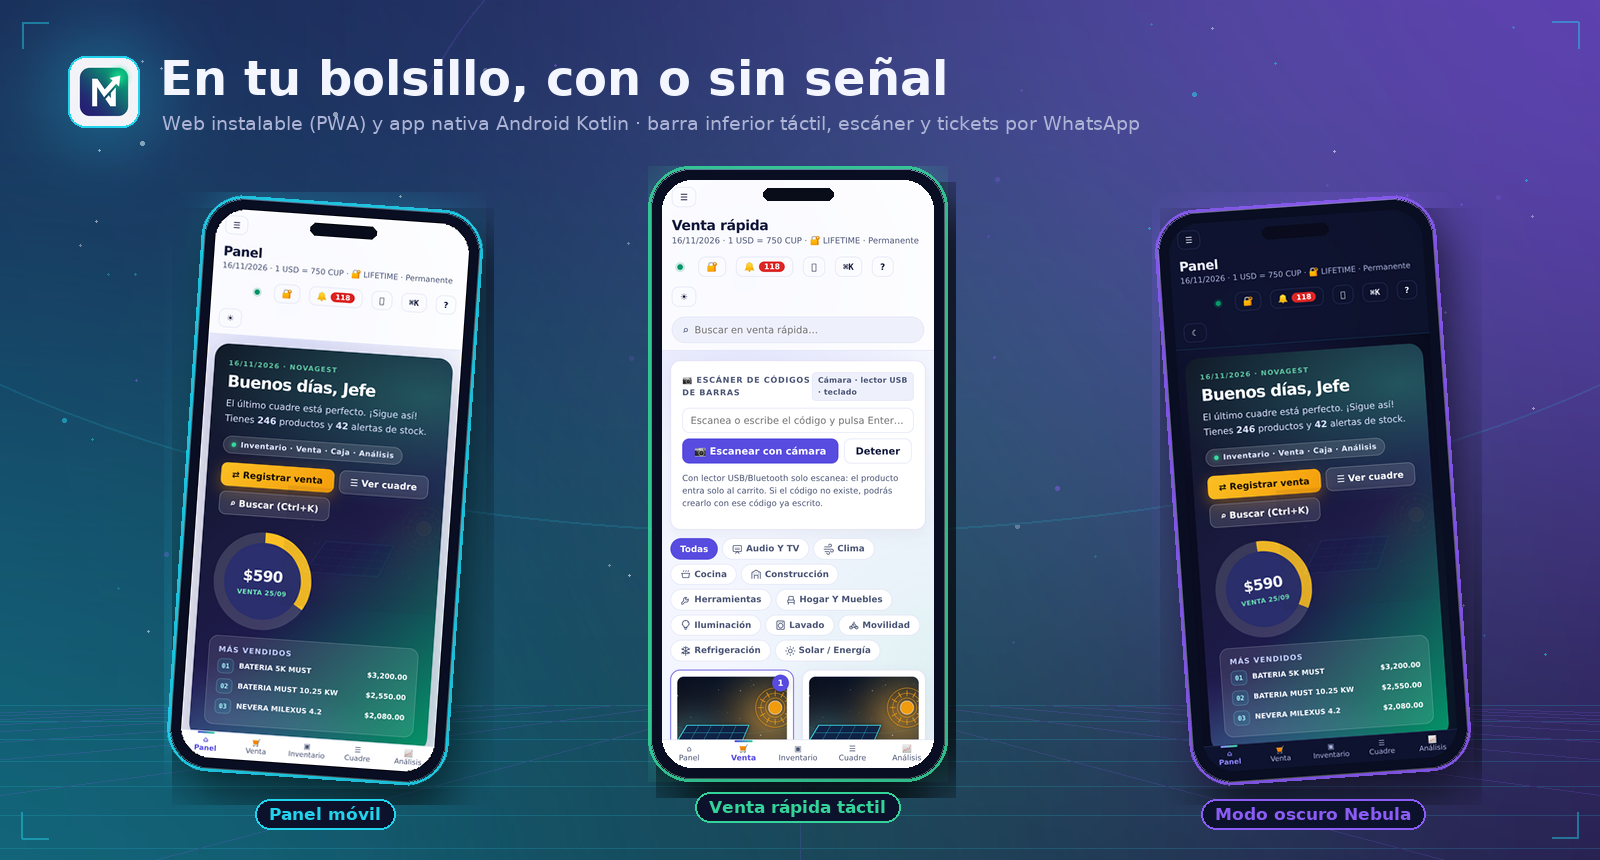 En tu bolsillo, con o sin señal
Web instalable (PWA) y app nativa Android Kotlin · barra inferior táctil, escáner y tickets por WhatsApp
Panel
16/11/2026 · 1 USD = 750 CUP · 🔐 LIFETIME · Permanente
118
⌘K
?
16/11/2026 · NOVAGEST
Buenos días, Jefe
El último cuadre está perfecto. ¡Sigue así!
Tienes 246 productos y 42 alertas de stock.
Inventario · Venta · Caja · Análisis
⇄ Registrar venta
☰ Ver cuadre
⌕ Buscar (Ctrl+K)
$590
VENTA 25/09
MÁS VENDIDOS
01 BATERIA 5K MUST $3,200.00
02 BATERIA MUST 10.25 KW $2,550.00
03 NEVERA MILEXUS 4.2 $2,080.00
Panel Venta Inventario Cuadre Análisis
Panel móvil
Venta rápida
16/11/2026 · 1 USD = 750 CUP · 🔐 LIFETIME · Permanente
118
⌘K
?
Buscar en venta rápida...
ESCÁNER DE CÓDIGOS
DE BARRAS
Cámara · lector USB
· teclado
Escanea o escribe el código y pulsa Enter...
Escanear con cámara
Detener
Con lector USB/Bluetooth solo escanea: el producto
entra solo al carrito. Si el código no existe, podrás
crearlo con ese código ya escrito.
Todas Audio Y TV Clima
Cocina Construcción
Herramientas Hogar Y Muebles
Iluminación Lavado Movilidad
Refrigeración Solar / Energía
1
Panel Venta Inventario Cuadre Análisis
Venta rápida táctil
Panel
16/11/2026 · 1 USD = 750 CUP · 🔐 LIFETIME · Permanente
118
⌘K
?
16/11/2026 · NOVAGEST
Buenos días, Jefe
El último cuadre está perfecto. ¡Sigue así!
Tienes 246 productos y 42 alertas de stock.
Inventario · Venta · Caja · Análisis
⇄ Registrar venta
☰ Ver cuadre
⌕ Buscar (Ctrl+K)
$590
VENTA 25/09
MÁS VENDIDOS
01 BATERIA 5K MUST $3,200.00
02 BATERIA MUST 10.25 KW $2,550.00
03 NEVERA MILEXUS 4.2 $2,080.00
Panel Venta Inventario Cuadre Análisis
Modo oscuro Nebula